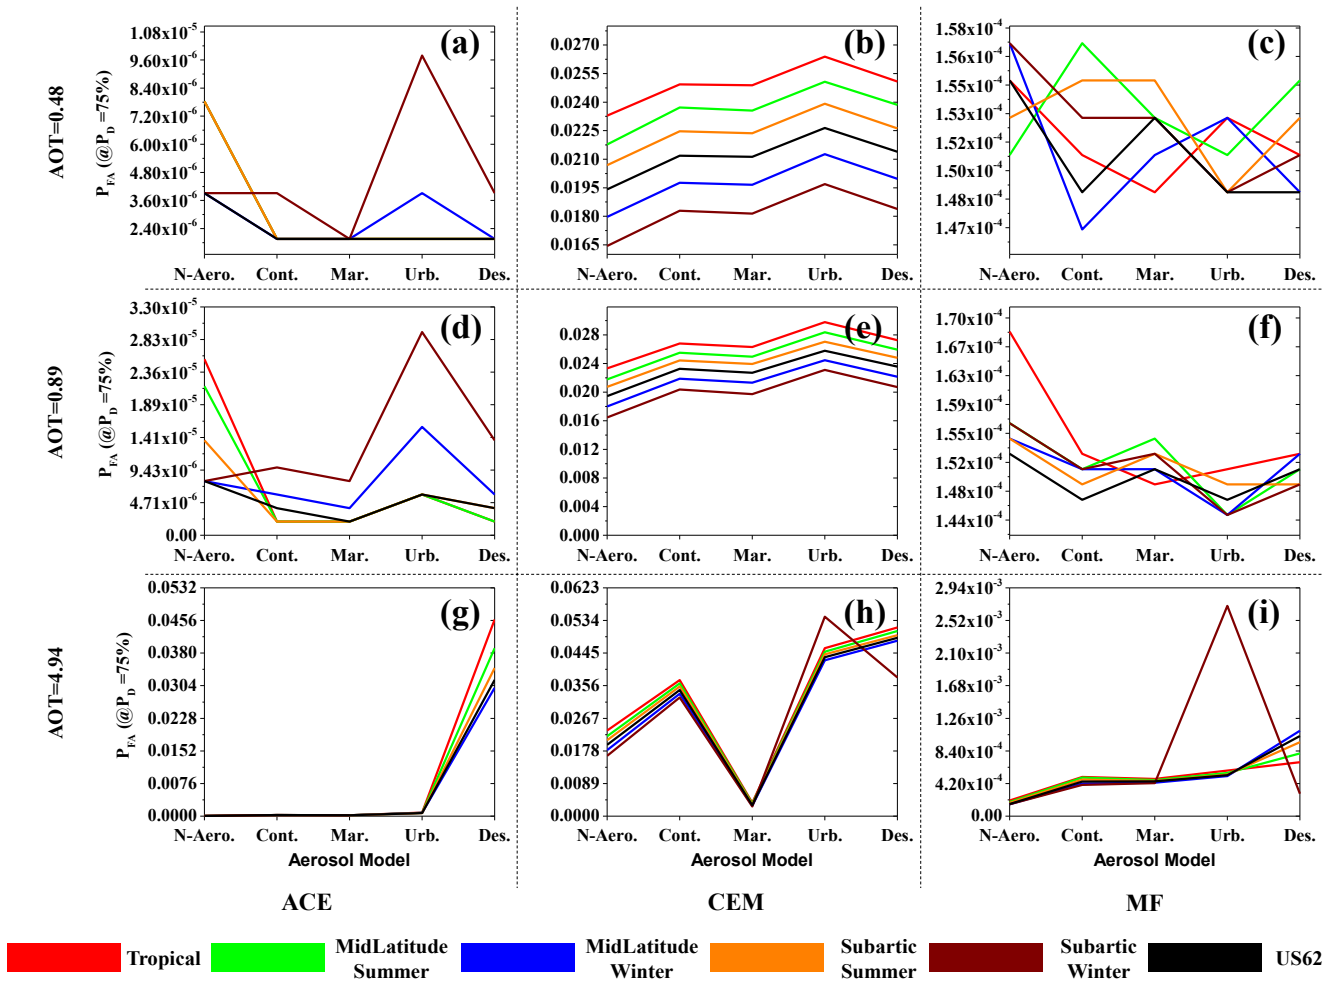 AOT=0.48
P_FA (@P_D =75%)
1.08x10^-5
9.60x10^-6
8.40x10^-6
7.20x10^-6
6.00x10^-6
4.80x10^-6
3.60x10^-6
2.40x10^-6
(a)
N-Aero. Cont. Mar. Urb. Des.
0.0270
0.0255
0.0240
0.0225
0.0210
0.0195
0.0180
0.0165
(b)
N-Aero. Cont. Mar. Urb. Des.
1.58x10^-4
1.56x10^-4
1.55x10^-4
1.53x10^-4
1.52x10^-4
1.50x10^-4
1.48x10^-4
1.47x10^-4
(c)
N-Aero. Cont. Mar. Urb. Des.
AOT=0.89
P_FA (@P_D =75%)
3.30x10^-5
2.83x10^-5
2.36x10^-5
1.89x10^-5
1.41x10^-5
9.43x10^-6
4.71x10^-6
0.00
(d)
N-Aero. Cont. Mar. Urb. Des.
0.028
0.024
0.020
0.016
0.012
0.008
0.004
0.000
(e)
N-Aero. Cont. Mar. Urb. Des.
1.70x10^-4
1.67x10^-4
1.63x10^-4
1.59x10^-4
1.55x10^-4
1.52x10^-4
1.48x10^-4
1.44x10^-4
(f)
N-Aero. Cont. Mar. Urb. Des.
AOT=4.94
P_FA (@P_D =75%)
0.0532
0.0456
0.0380
0.0304
0.0228
0.0152
0.0076
0.0000
(g)
N-Aero. Cont. Mar. Urb. Des.
Aerosol Model
0.0623
0.0534
0.0445
0.0356
0.0267
0.0178
0.0089
0.0000
(h)
N-Aero. Cont. Mar. Urb. Des.
Aerosol Model
2.94x10^-3
2.52x10^-3
2.10x10^-3
1.68x10^-3
1.26x10^-3
8.40x10^-4
4.20x10^-4
0.00
(i)
N-Aero. Cont. Mar. Urb. Des.
Aerosol Model
ACE CEM MF
Tropical
MidLatitude
Summer
MidLatitude
Winter
Subartic
Summer
Subartic
Winter
US62